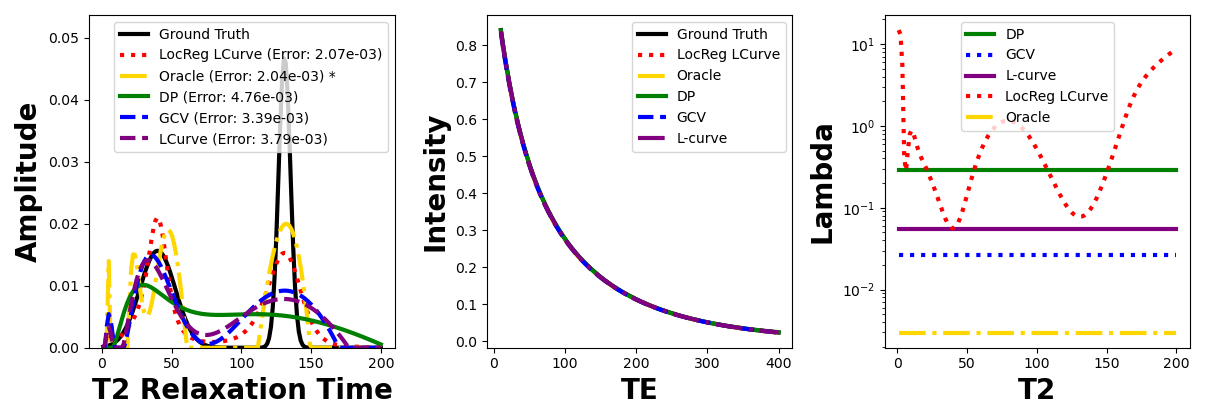 Amplitude
0.05
0.04
0.03
0.02
0.01
0.00
0
50
100
150
200
T2 Relaxation Time
Ground Truth
LocReg LCurve (Error: 2.07e-03)
Oracle (Error: 2.04e-03) *
DP (Error: 4.76e-03)
GCV (Error: 3.39e-03)
LCurve (Error: 3.79e-03)
Intensity
0.8
0.7
0.6
0.5
0.4
0.3
0.2
0.1
0.0
0
100
200
300
400
TE
Ground Truth
LocReg LCurve
Oracle
DP
GCV
L-curve
Lambda
10¹
10⁰
10⁻¹
10⁻²
0
50
100
150
200
T2
DP
GCV
L-curve
LocReg LCurve
Oracle